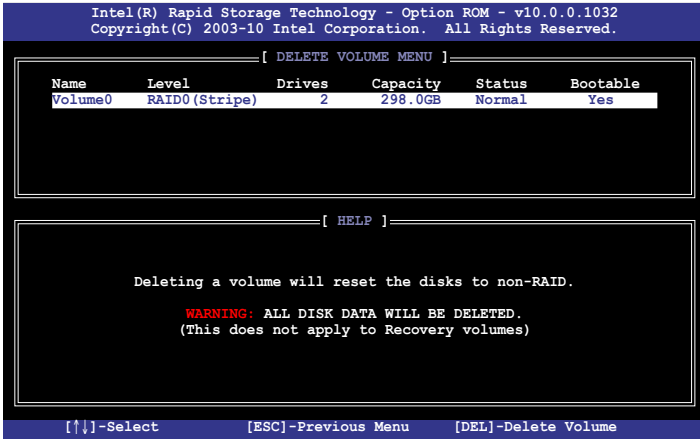 Intel(R) Rapid Storage Technology - Option ROM - v10.0.0.1032
Copyright(C) 2003-10 Intel Corporation. All Rights Reserved.
[ DELETE VOLUME MENU ]
Name Level Drives Capacity Status Bootable
Volume0 RAID0(Stripe) 2 298.0GB Normal Yes
[ HELP ]
Deleting a volume will reset the disks to non-RAID.
WARNING: ALL DISK DATA WILL BE DELETED.
(This does not apply to Recovery volumes)
[↑↓]-Select [ESC]-Previous Menu [DEL]-Delete Volume